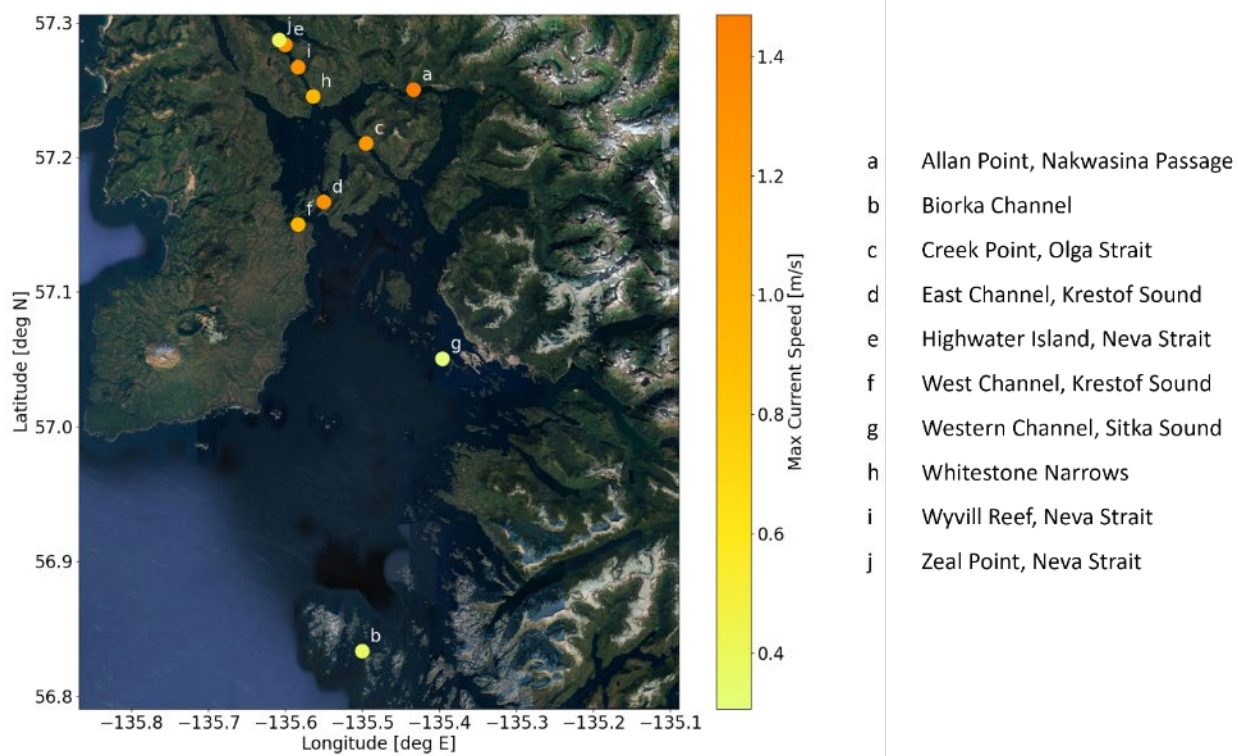 57.3
57.2
57.1
57.0
56.9
56.8
Latitude [deg N]
−135.8 −135.7 −135.6 −135.5 −135.4 −135.3 −135.2 −135.1
Longitude [deg E]
j e
i
h
a
c
d
f
g
b
1.4
1.2
1.0
0.8
0.6
0.4
Max Current Speed [m/s]
a Allan Point, Nakwasina Passage
b Biorka Channel
c Creek Point, Olga Strait
d East Channel, Krestof Sound
e Highwater Island, Neva Strait
f West Channel, Krestof Sound
g Western Channel, Sitka Sound
h Whitestone Narrows
i Wyvill Reef, Neva Strait
j Zeal Point, Neva Strait